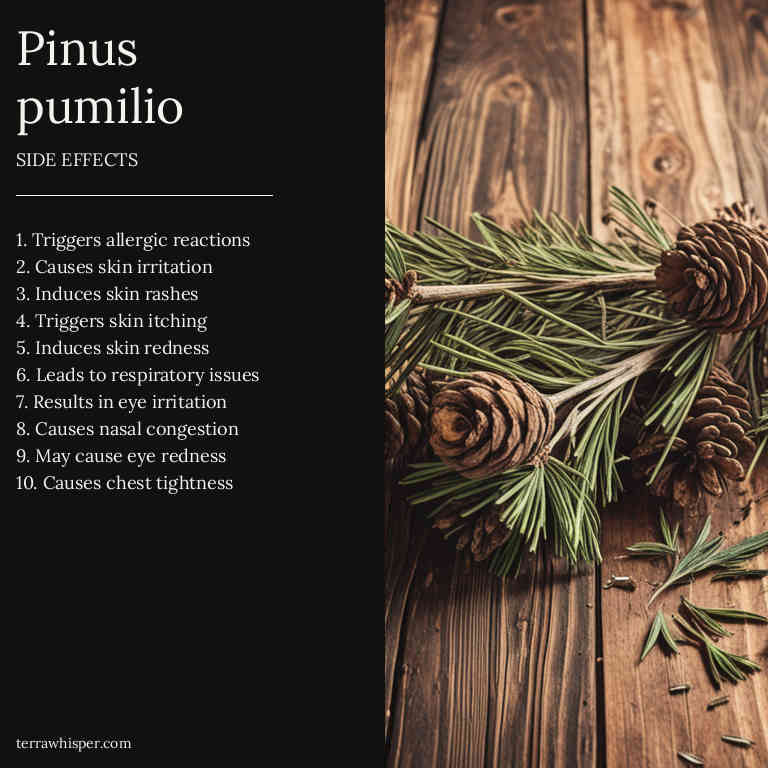 Pinus
pumilio
SIDE EFFECTS
1. Triggers allergic reactions
2. Causes skin irritation
3. Induces skin rashes
4. Triggers skin itching
5. Induces skin redness
6. Leads to respiratory issues
7. Results in eye irritation
8. Causes nasal congestion
9. May cause eye redness
10. Causes chest tightness
terrawhisper.com